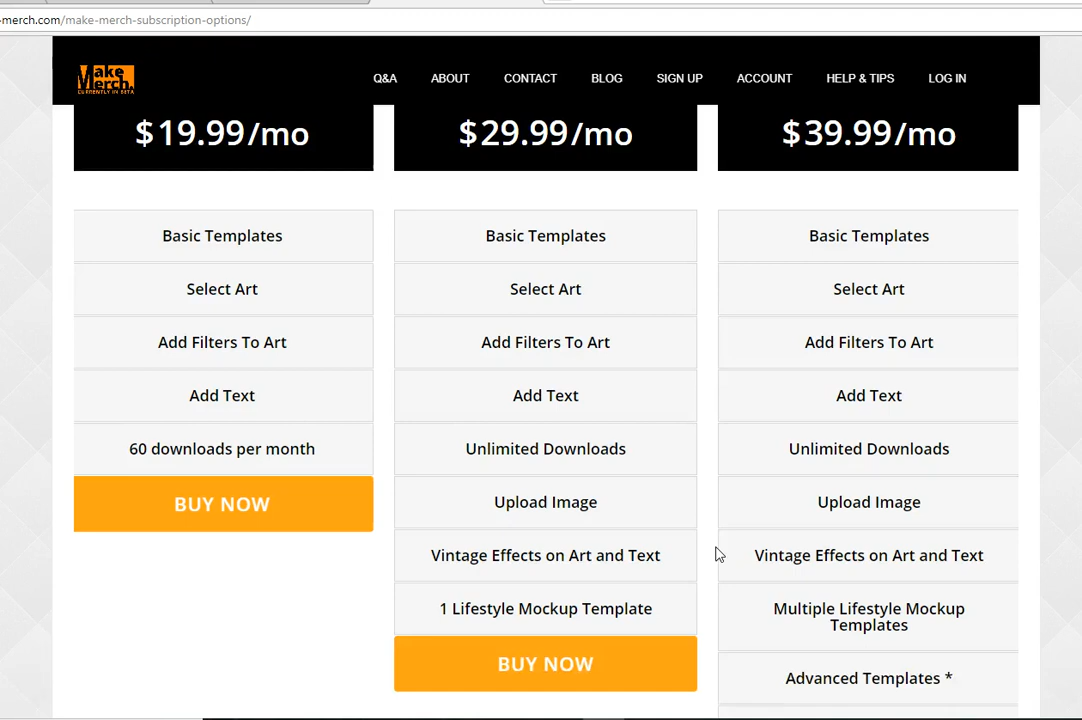 -merch.com/make-merch-subscription-options/
Make
Merch.
CURRENTLY IN BETA
Q&A ABOUT CONTACT BLOG SIGN UP ACCOUNT HELP & TIPS LOG IN
$19.99/mo
Basic Templates
Select Art
Add Filters To Art
Add Text
60 downloads per month
BUY NOW
$29.99/mo
Basic Templates
Select Art
Add Filters To Art
Add Text
Unlimited Downloads
Upload Image
Vintage Effects on Art and Text
1 Lifestyle Mockup Template
BUY NOW
$39.99/mo
Basic Templates
Select Art
Add Filters To Art
Add Text
Unlimited Downloads
Upload Image
Vintage Effects on Art and Text
Multiple Lifestyle Mockup
Templates
Advanced Templates *